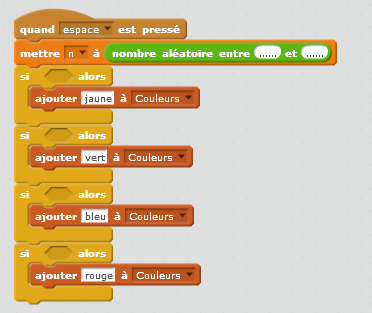 quand espace est pressé
mettre n à nombre aléatoire entre ...... et ......
si alors
ajouter jaune à Couleurs
si alors
ajouter vert à Couleurs
si alors
ajouter bleu à Couleurs
si alors
ajouter rouge à Couleurs